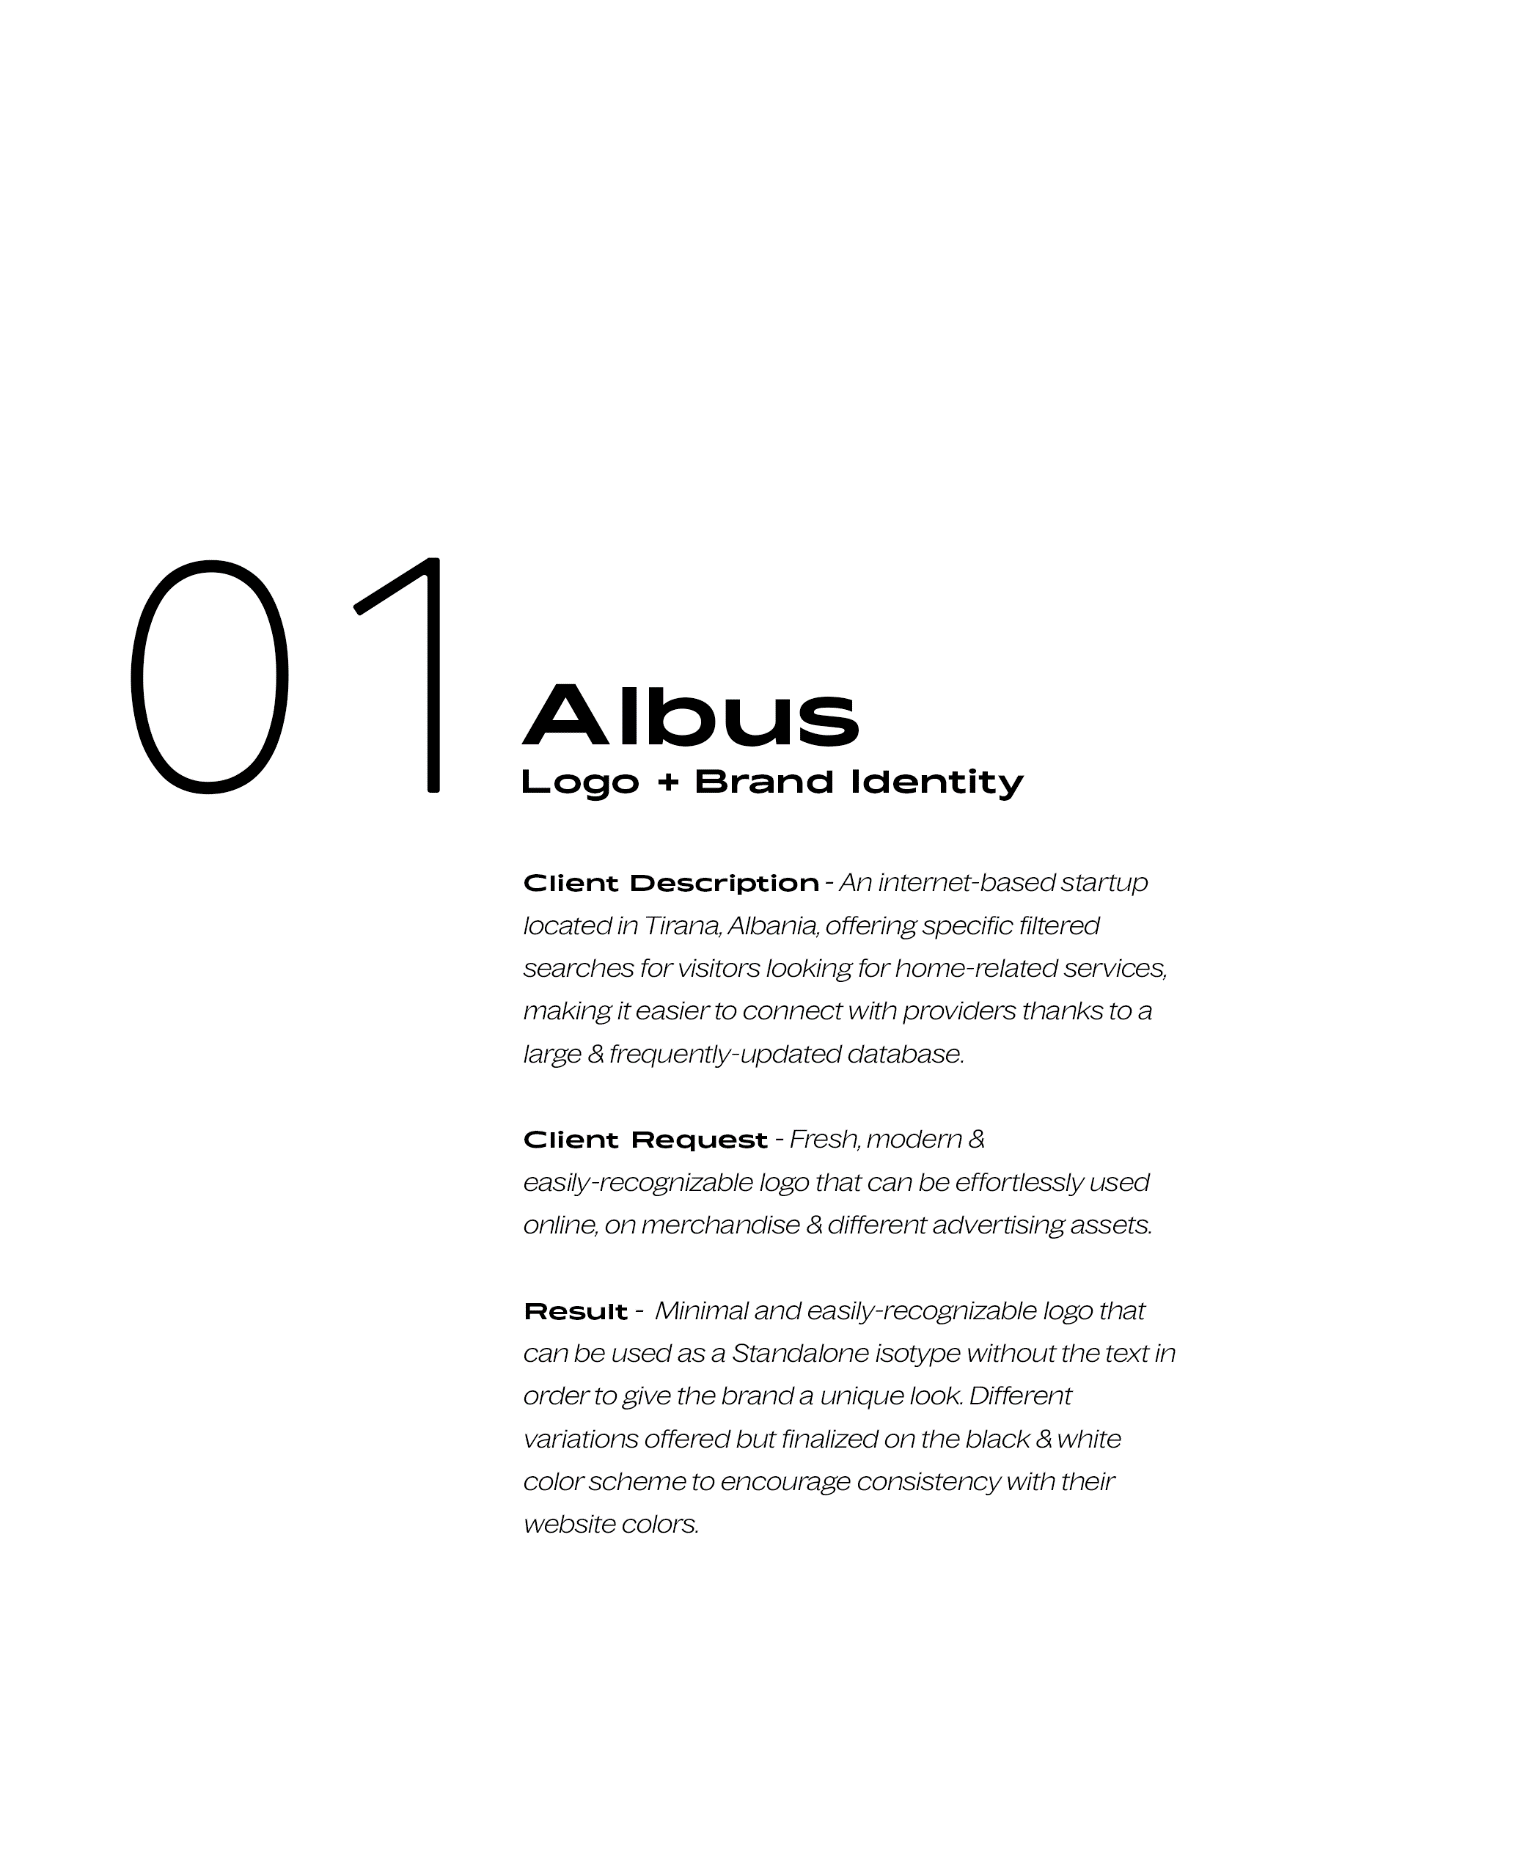 01
Albus
Logo + Brand Identity
Client Description - An internet-based startup
located in Tirana, Albania, offering specific filtered
searches for visitors looking for home-related services,
making it easier to connect with providers thanks to a
large & frequently-updated database.
Client Request - Fresh, modern &
easily-recognizable logo that can be effortlessly used
online, on merchandise & different advertising assets.
Result - Minimal and easily-recognizable logo that
can be used as a Standalone isotype without the text in
order to give the brand a unique look. Different
variations offered but finalized on the black & white
color scheme to encourage consistency with their
website colors.